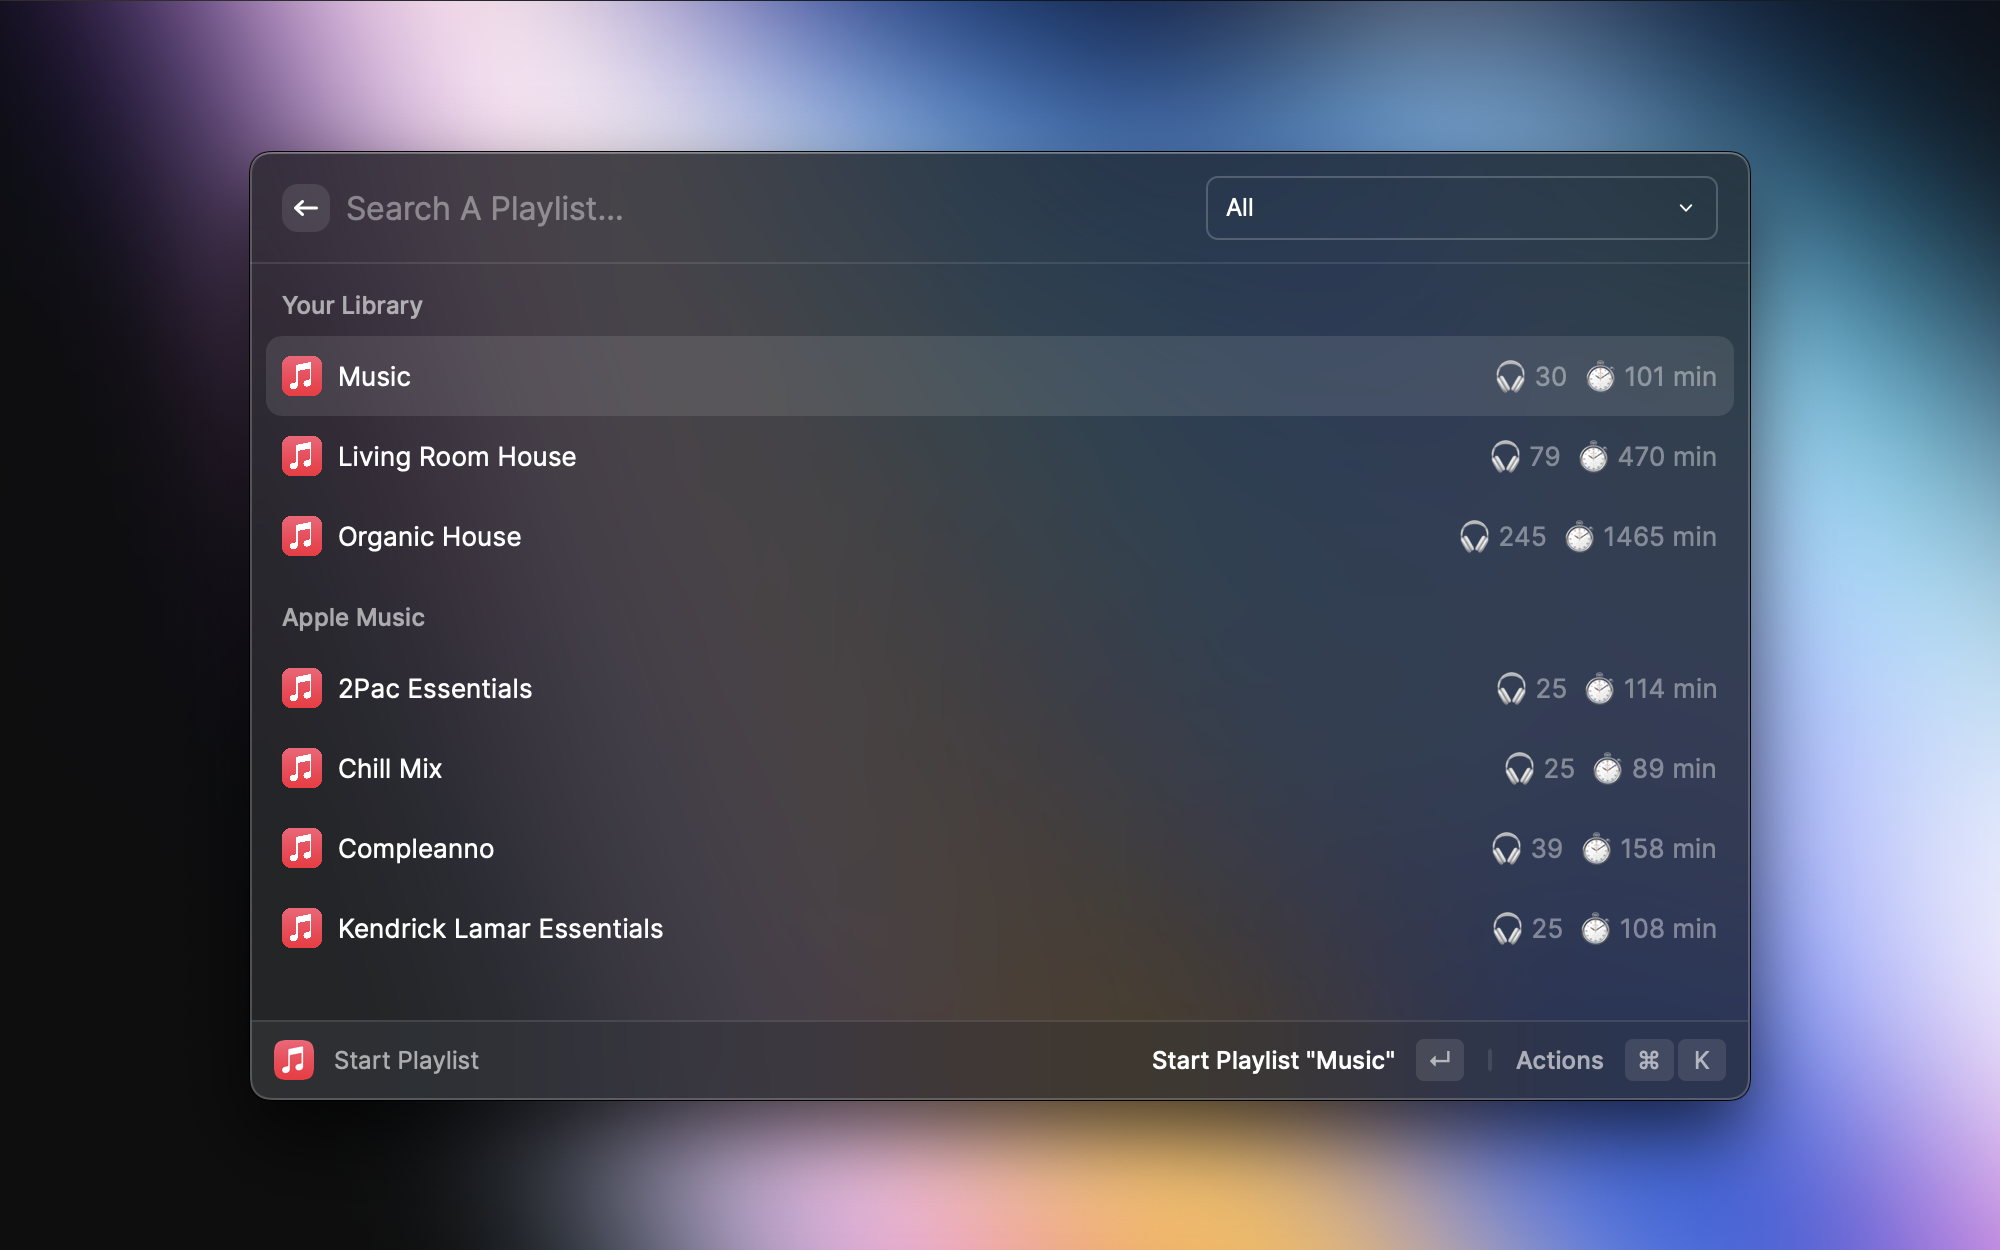 Search A Playlist...
All
Your Library
Music 30 101 min
Living Room House 79 470 min
Organic House 245 1465 min
Apple Music
2Pac Essentials 25 114 min
Chill Mix 25 89 min
Compleanno 39 158 min
Kendrick Lamar Essentials 25 108 min
Start Playlist Start Playlist "Music" Actions ⌘ K